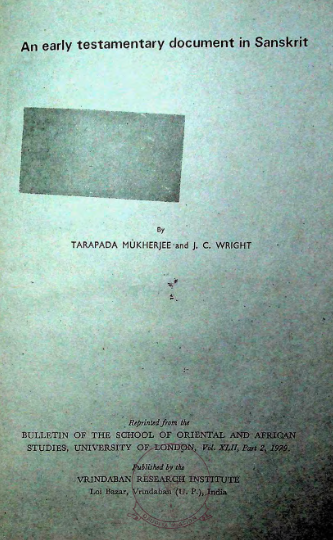 An early testamentary document in Sanskrit
By
TARAPADA MUKHERJEE and J. C. WRIGHT
Reprinted from the
BULLETIN OF THE SCHOOL OF ORIENTAL AND AFRICAN
STUDIES, UNIVERSITY OF LONDON, Vol. XLII, Part 2, 1979.
Published by the
VRINDABAN RESEARCH INSTITUTE
Loi Bazar, Vrindaban (U. P.), India